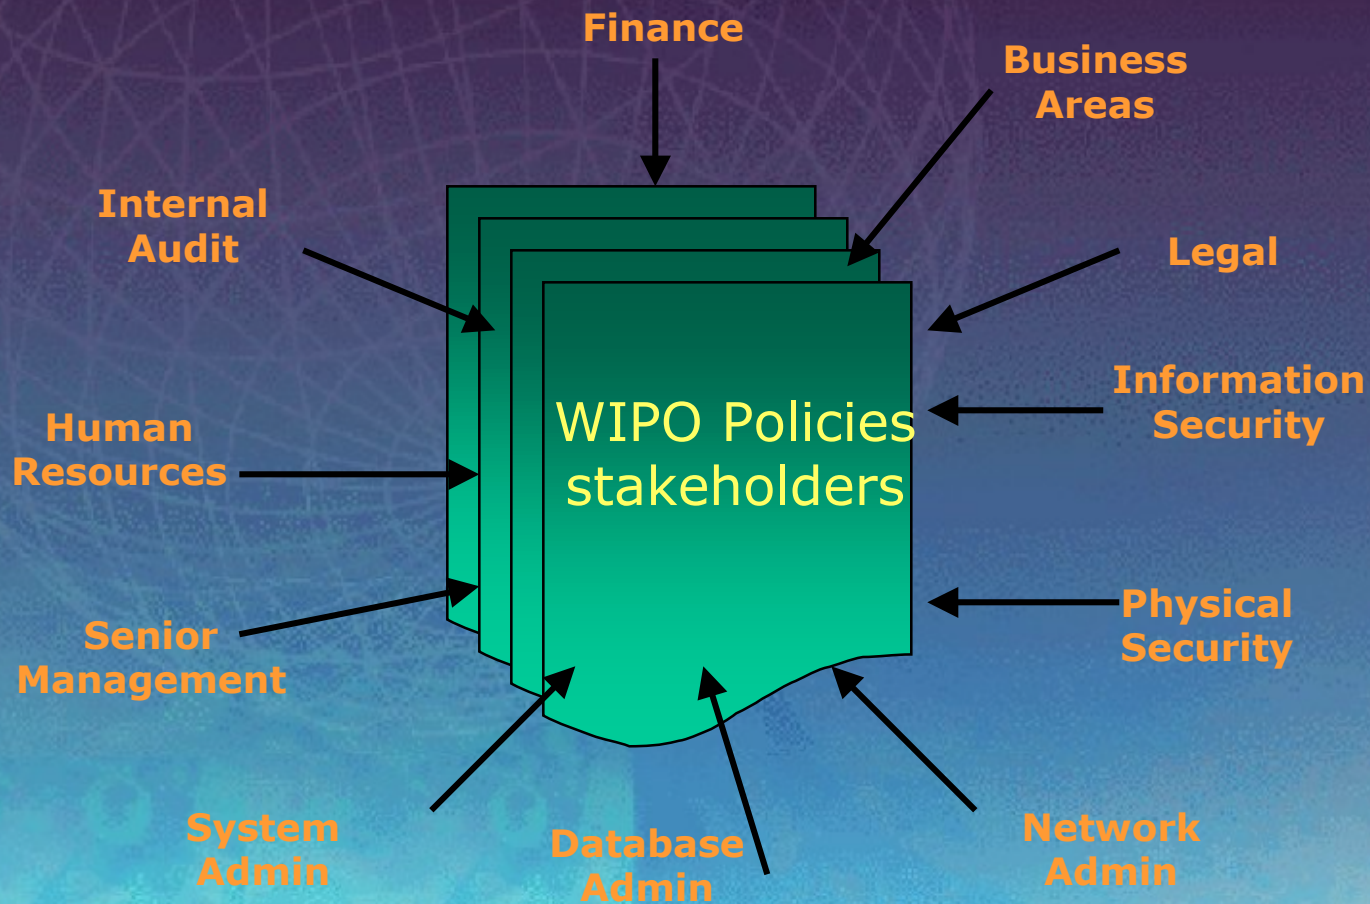 Finance
Business
Areas
Internal
Audit
Legal
Information
Security
Human
Resources
WIPO Policies
stakeholders
Physical
Security
Senior
Management
System
Admin
Database
Admin
Network
Admin